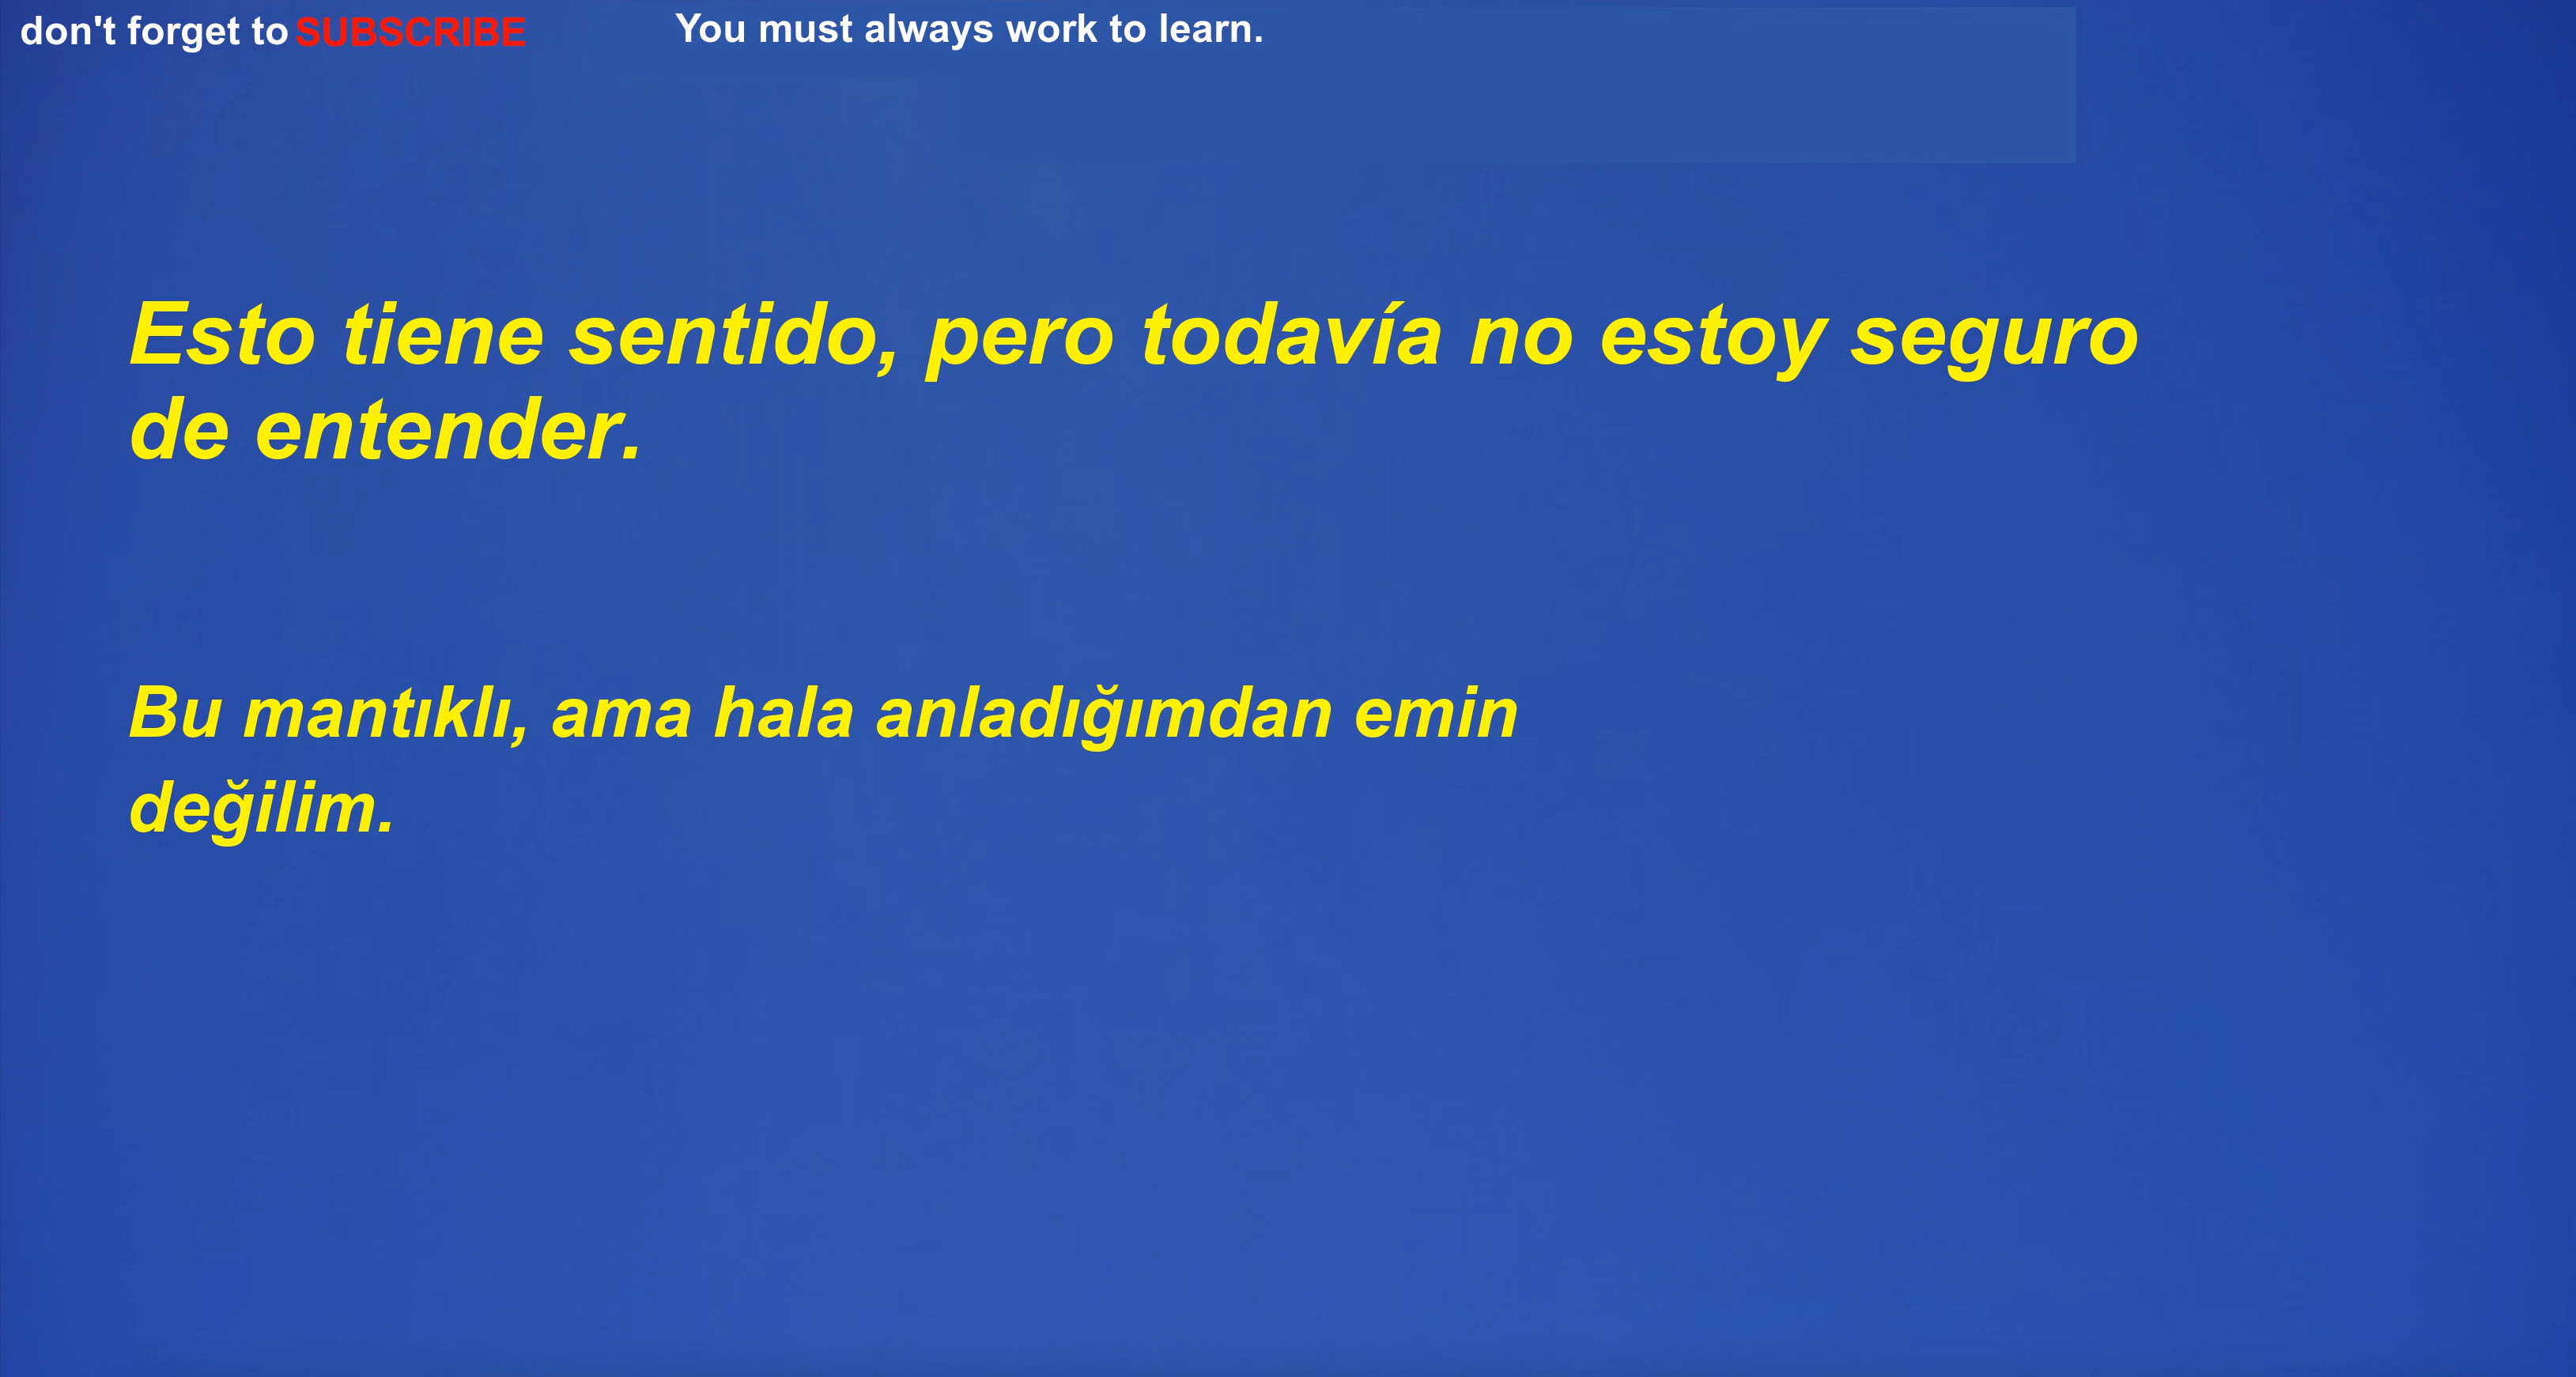 don't forget to SUBSCRIBE
You must always work to learn.
Esto tiene sentido, pero todavía no estoy seguro
de entender.
Bu mantıklı, ama hala anladığımdan emin
değilim.